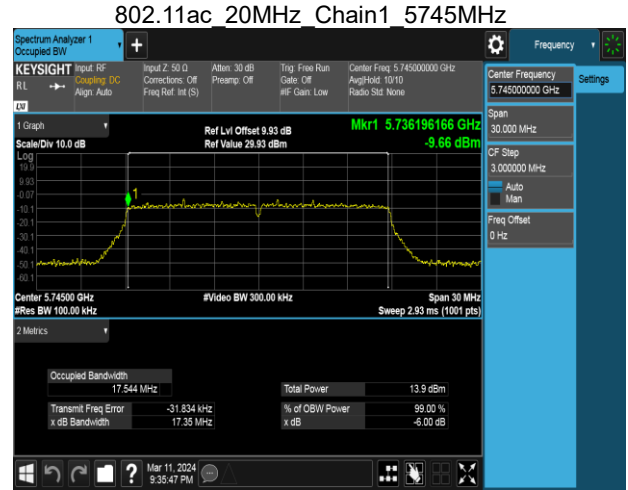 802.11ac_20MHz_Chain1_5745MHz
Spectrum Analyzer 1
Occupied BW
+
Frequency
KEYSIGHT
RL
Input: RF
Coupling: DC
Align: Auto
Input Z: 50 Ω
Corrections: Off
Freq Ref: Int (S)
Atten: 30 dB
Preamp: Off
Trig: Free Run
Gate: Off
#IF Gain: Low
Center Freq: 5.745000000 GHz
Avg|Hold: 10/10
Radio Std: None
LXI
Center Frequency
5.745000000 GHz
Settings
Span
30.000 MHz
CF Step
3.000000 MHz
Auto
Man
Freq Offset
0 Hz
1 Graph
Scale/Div 10.0 dB
Ref Lvl Offset 9.93 dB
Ref Value 29.93 dBm
Mkr1 5.736196166 GHz
-9.66 dBm
Log
19.9
9.93
-0.07
-10.1
-20.1
-30.1
-40.1
-50.1
-60.1
1
Center 5.74500 GHz
#Res BW 100.00 kHz
#Video BW 300.00 kHz
Span 30 MHz
Sweep 2.93 ms (1001 pts)
2 Metrics
Occupied Bandwidth
17.544 MHz
Total Power 13.9 dBm
Transmit Freq Error -31.834 kHz
% of OBW Power 99.00 %
x dB Bandwidth 17.35 MHz
x dB -6.00 dB
?
Mar 11, 2024
9:35:47 PM